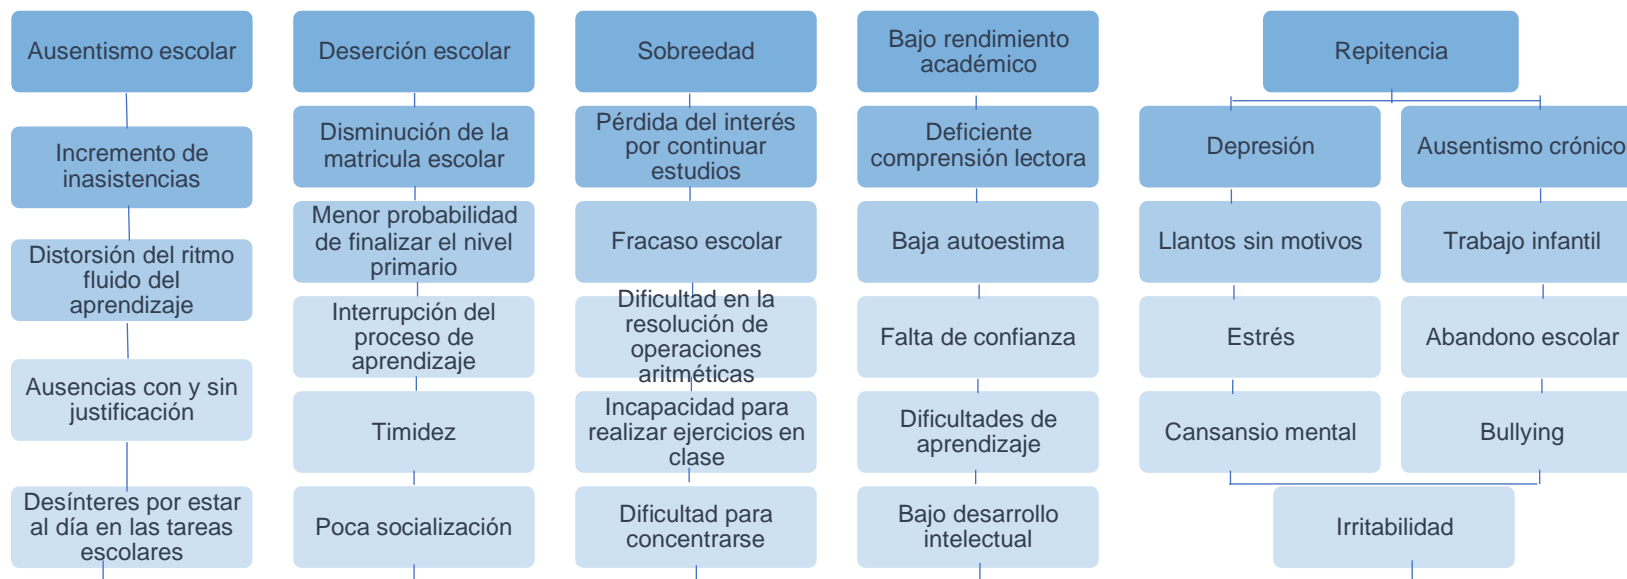 Ausentismo escolar
Incremento de
inasistencias
Distorsión del ritmo
fluido del
aprendizaje
Ausencias con y sin
justificación
Desínteres por estar
al día en las tareas
escolares
Deserción escolar
Disminución de la
matricula escolar
Menor probabilidad
de finalizar el nivel
primario
Interrupción del
proceso de
aprendizaje
Timidez
Poca socialización
Sobreedad
Pérdida del interés
por continuar
estudios
Fracaso escolar
Dificultad en la
resolución de
operaciones
aritméticas
Incapacidad para
realizar ejercicios en
clase
Dificultad para
concentrarse
Bajo rendimiento
académico
Deficiente
comprensión lectora
Baja autoestima
Falta de confianza
Dificultades de
aprendizaje
Bajo desarrollo
intelectual
Repitencia
Depresión
Llantos sin motivos
Estrés
Cansansio mental
Ausentismo crónico
Trabajo infantil
Abandono escolar
Bullying
Irritabilidad